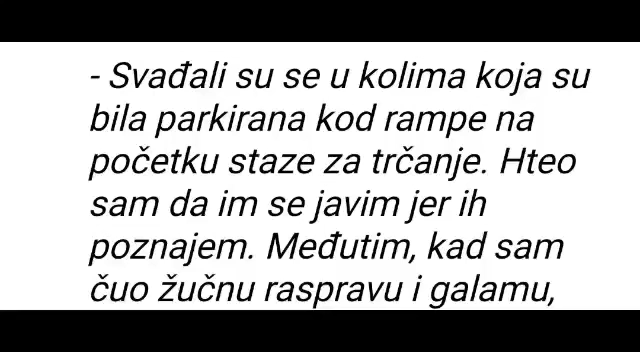 - Svađali su se u kolima koja su
bila parkirana kod rampe na
početku staze za trčanje. Hteo
sam da im se javim jer ih
poznajem. Međutim, kad sam
čuo žučnu raspravu i galamu,